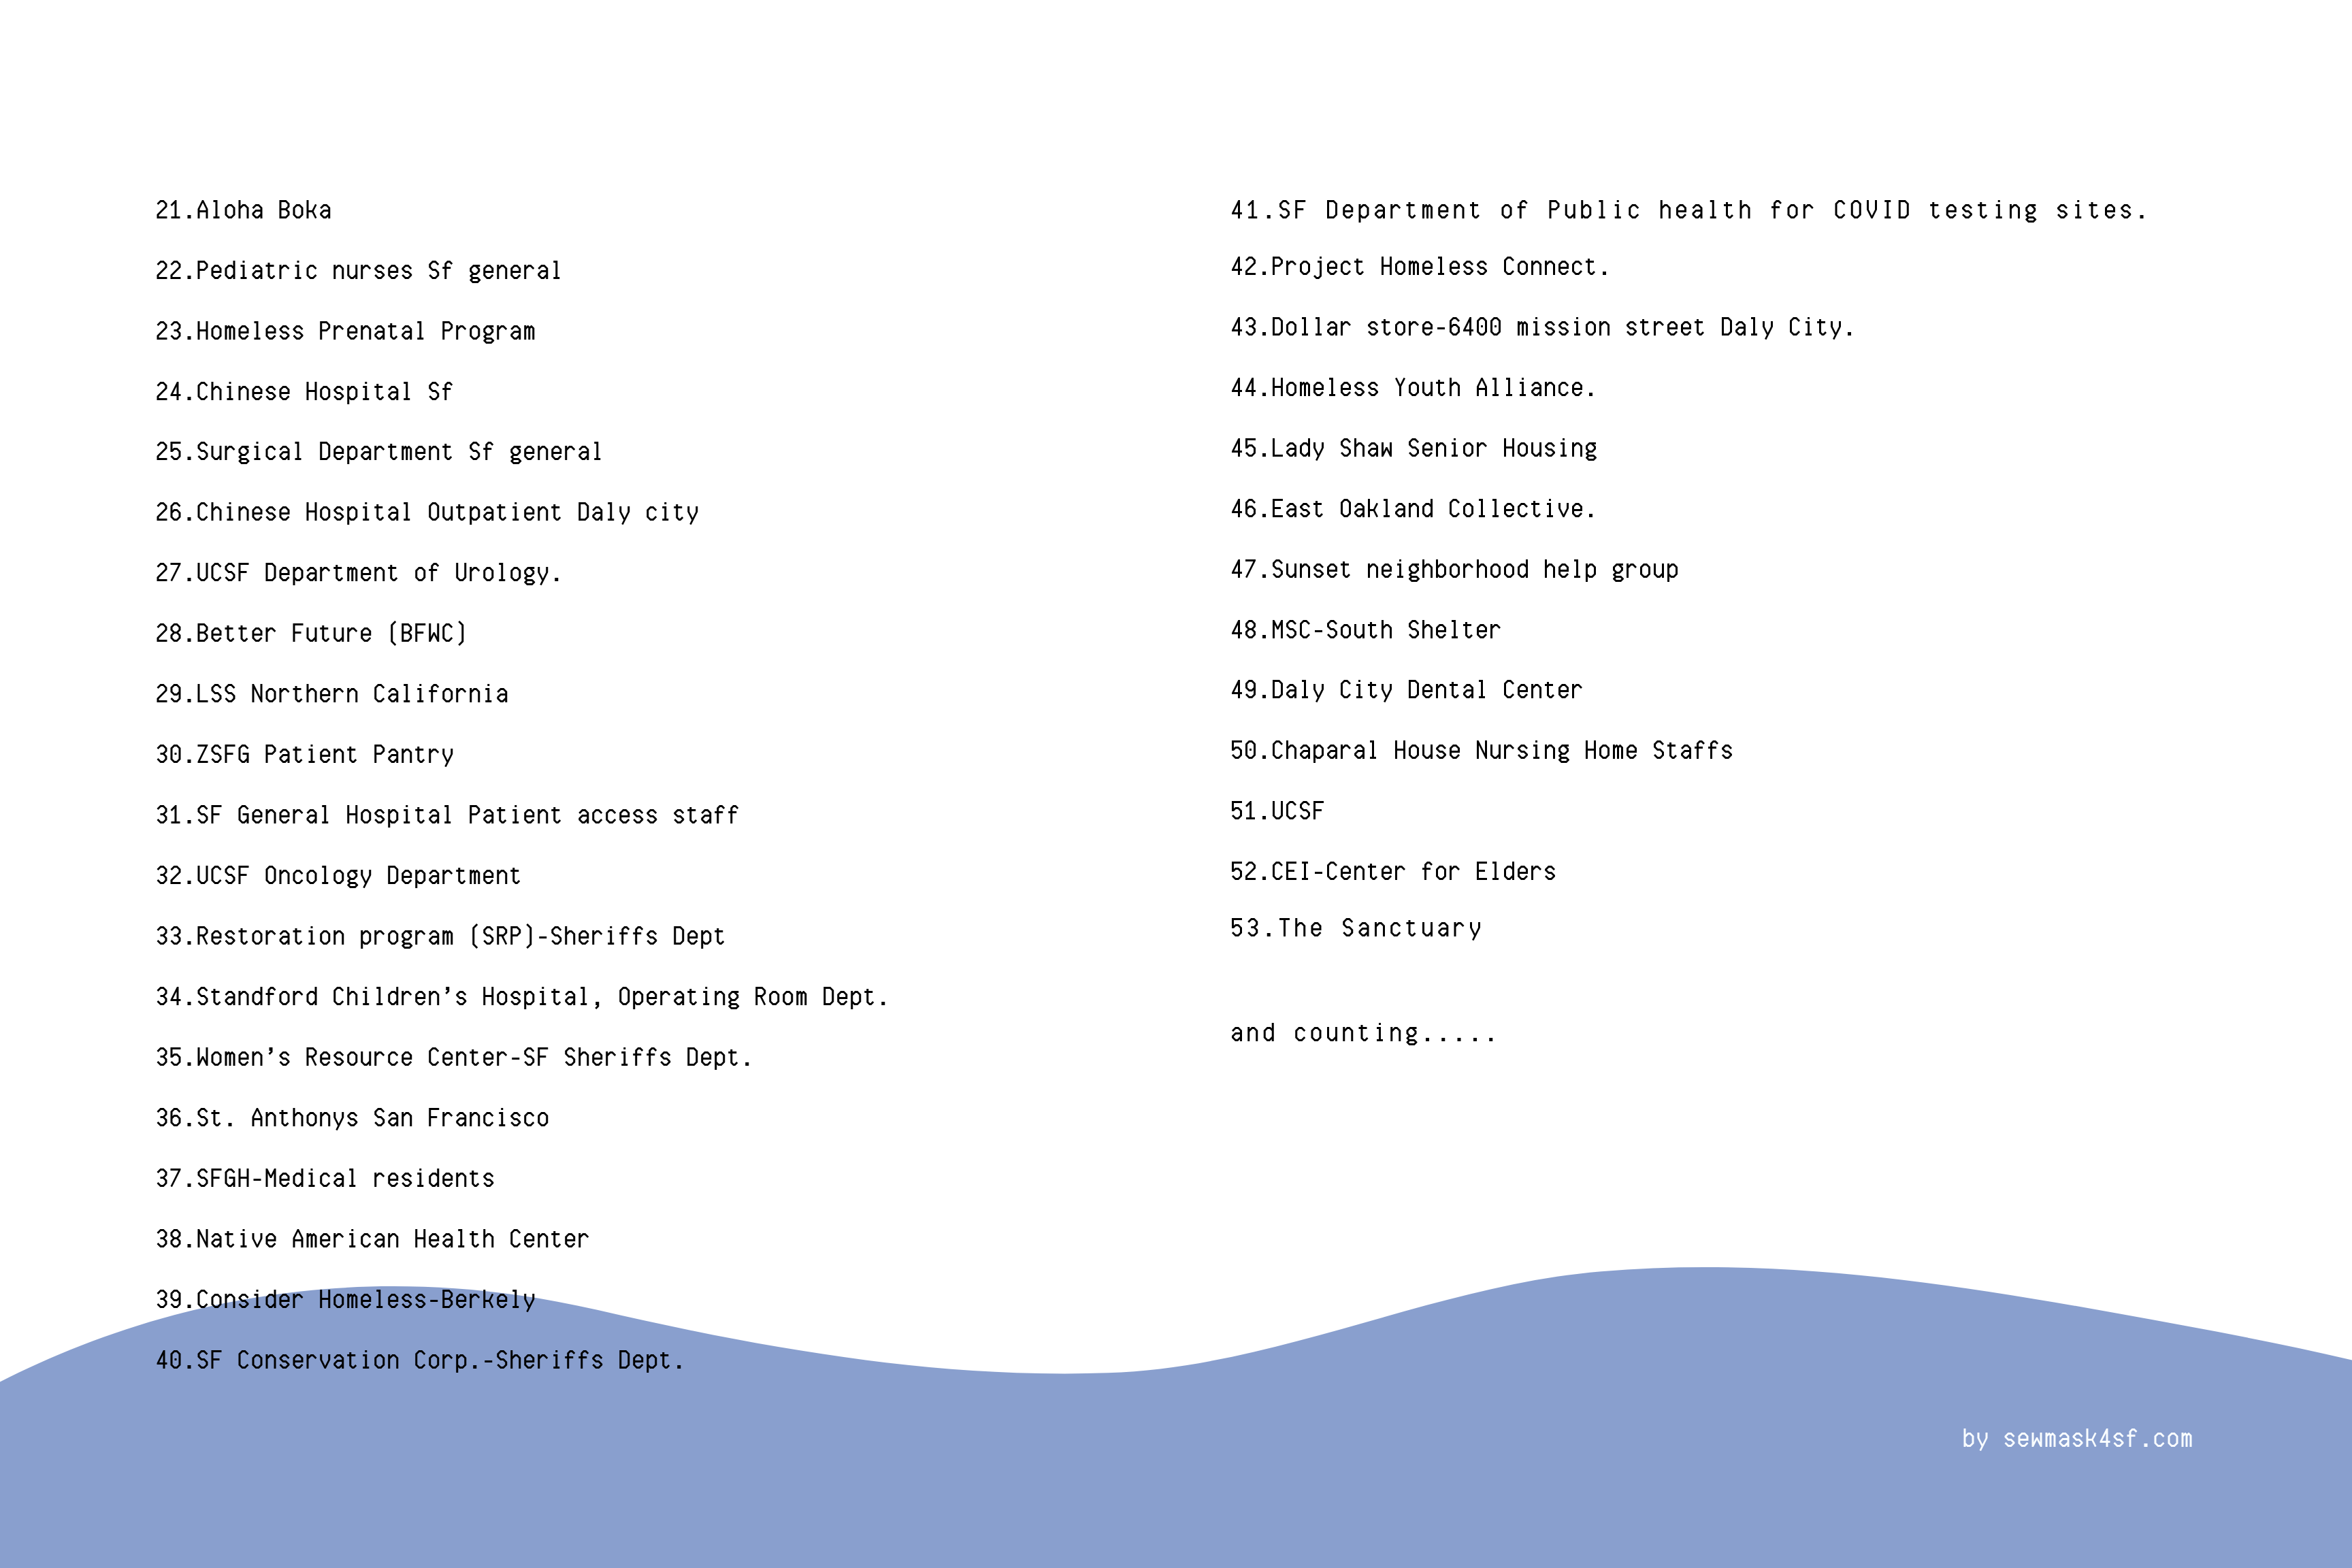 21.Aloha Boka
22.Pediatric nurses Sf general
23.Homeless Prenatal Program
24.Chinese Hospital Sf
25.Surgical Department Sf general
26.Chinese Hospital Outpatient Daly city
27.UCSF Department of Urology.
28.Better Future (BFWC)
29.LSS Northern California
30.ZSFG Patient Pantry
31.SF General Hospital Patient access staff
32.UCSF Oncology Department
33.Restoration program (SRP)-Sheriffs Dept
34.Standford Children's Hospital, Operating Room Dept.
35.Women's Resource Center-SF Sheriffs Dept.
36.St. Anthonys San Francisco
37.SFGH-Medical residents
38.Native American Health Center
39.Consider Homeless-Berkely
40.SF Conservation Corp.-Sheriffs Dept.
41.SF Department of Public health for COVID testing sites.
42.Project Homeless Connect.
43.Dollar store-6400 mission street Daly City.
44.Homeless Youth Alliance.
45.Lady Shaw Senior Housing
46.East Oakland Collective.
47.Sunset neighborhood help group
48.MSC-South Shelter
49.Daly City Dental Center
50.Chaparal House Nursing Home Staffs
51.UCSF
52.CEI-Center for Elders
53.The Sanctuary
and counting.....
by sewmask4sf.com